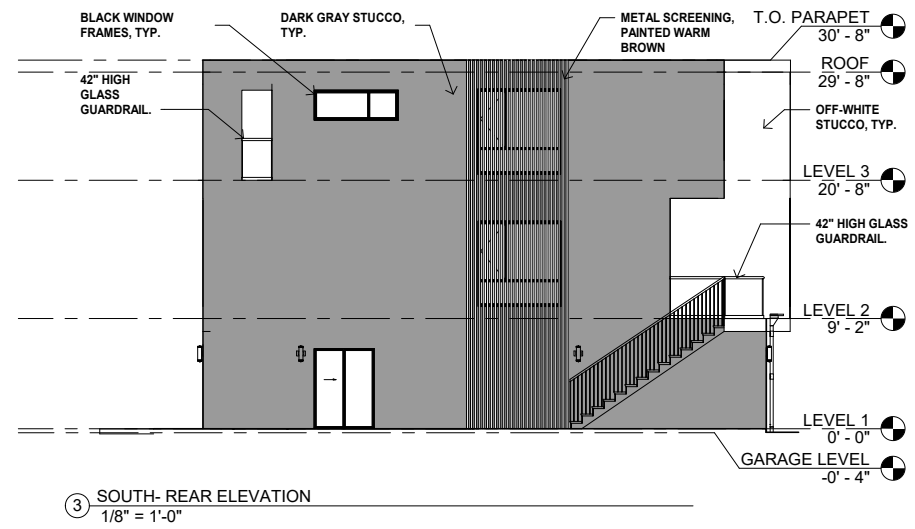 BLACK WINDOW
FRAMES, TYP.
DARK GRAY STUCCO,
TYP.
METAL SCREENING,
PAINTED WARM
BROWN
T.O. PARAPET
30' - 8"
ROOF
29' - 8"
42" HIGH
GLASS
GUARDRAIL.
OFF-WHITE
STUCCO, TYP.
LEVEL 3
20' - 8"
42" HIGH GLASS
GUARDRAIL.
LEVEL 2
9' - 2"
LEVEL 1
0' - 0"
GARAGE LEVEL
-0' - 4"
3
SOUTH- REAR ELEVATION
1/8" = 1'-0"